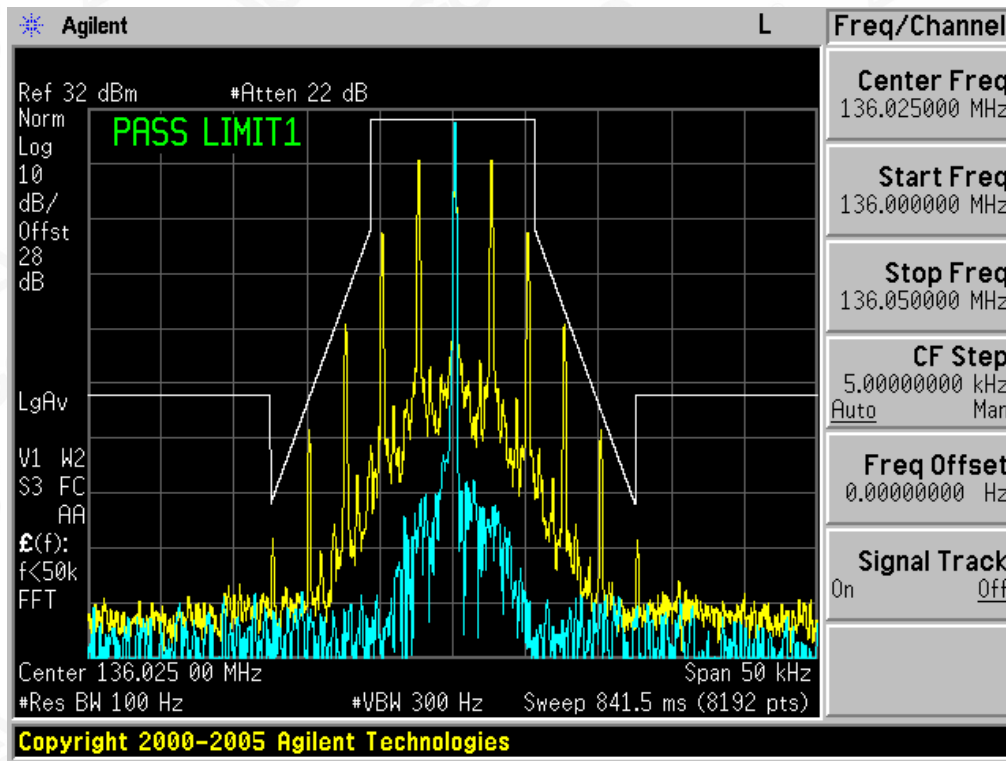 Agilent L
Ref 32 dBm #Atten 22 dB
Norm
Log
10
dB/
Offst
28
dB
PASS LIMIT1
LgAv
V1 W2
S3 FC
AA
£(f):
f<50k
FFT
Center 136.025 00 MHz Span 50 kHz
#Res BW 100 Hz #VBW 300 Hz Sweep 841.5 ms (8192 pts)
Copyright 2000-2005 Agilent Technologies
Freq/Channel
Center Freq
136.025000 MHz
Start Freq
136.000000 MHz
Stop Freq
136.050000 MHz
CF Step
5.00000000 kHz
Auto Man
Freq Offset
0.00000000 Hz
Signal Track
On Off